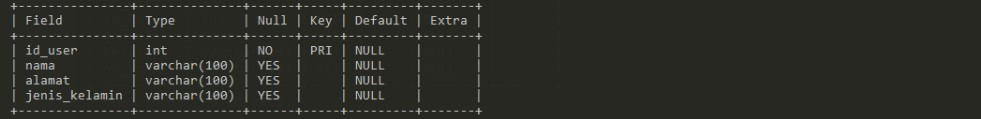 +---------------+--------------+------+-----+---------+-------+
| Field         | Type         | Null | Key | Default | Extra |
+---------------+--------------+------+-----+---------+-------+
| id_user       | int          | NO   | PRI | NULL    |       |
| nama          | varchar(100) | YES  |     | NULL    |       |
| alamat        | varchar(100) | YES  |     | NULL    |       |
| jenis_kelamin | varchar(100) | YES  |     | NULL    |       |
+---------------+--------------+------+-----+---------+-------+